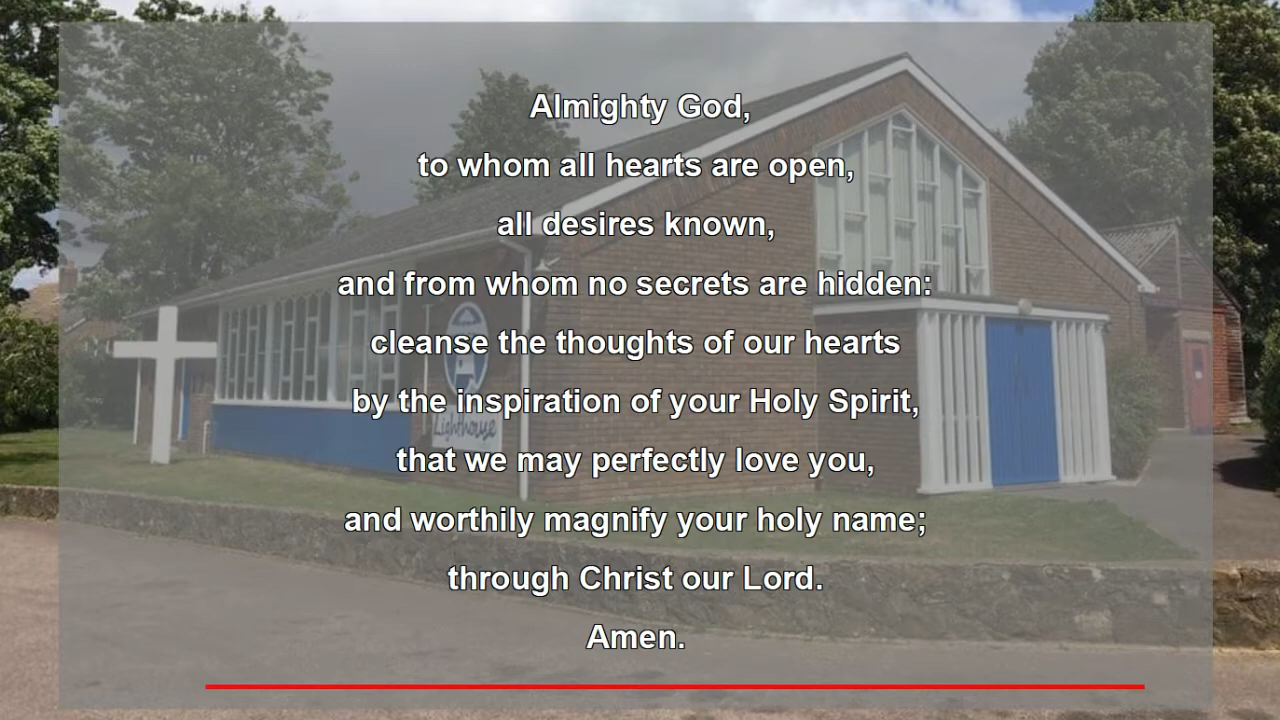 Almighty God,
to whom all hearts are open,
all desires known,
and from whom no secrets are hidden:
cleanse the thoughts of our hearts
by the inspiration of your Holy Spirit,
that we may perfectly love you,
and worthily magnify your holy name;
through Christ our Lord.
Amen.
Lighthouse